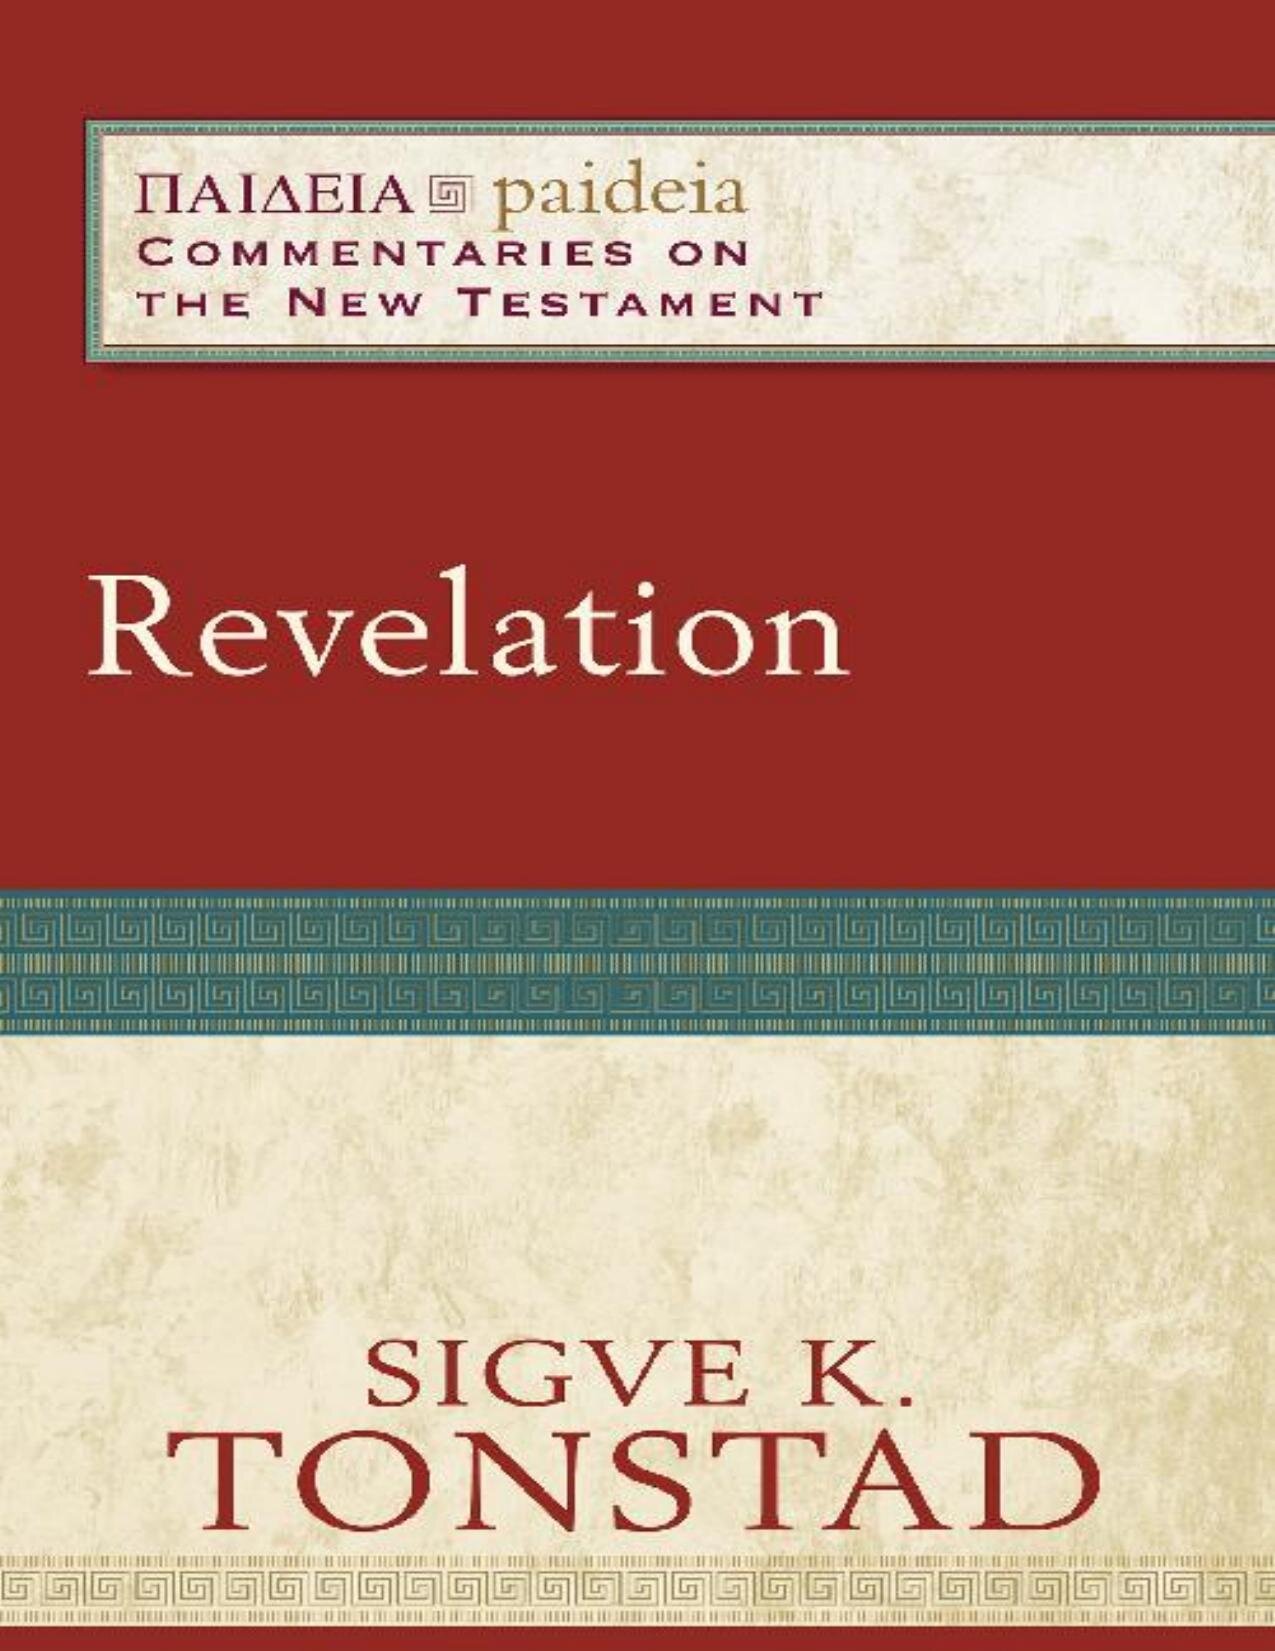 ΠΑΙΔΕΙΑ paideia
COMMENTARIES ON
THE NEW TESTAMENT
Revelation
SIGVE K.
TONSTAD